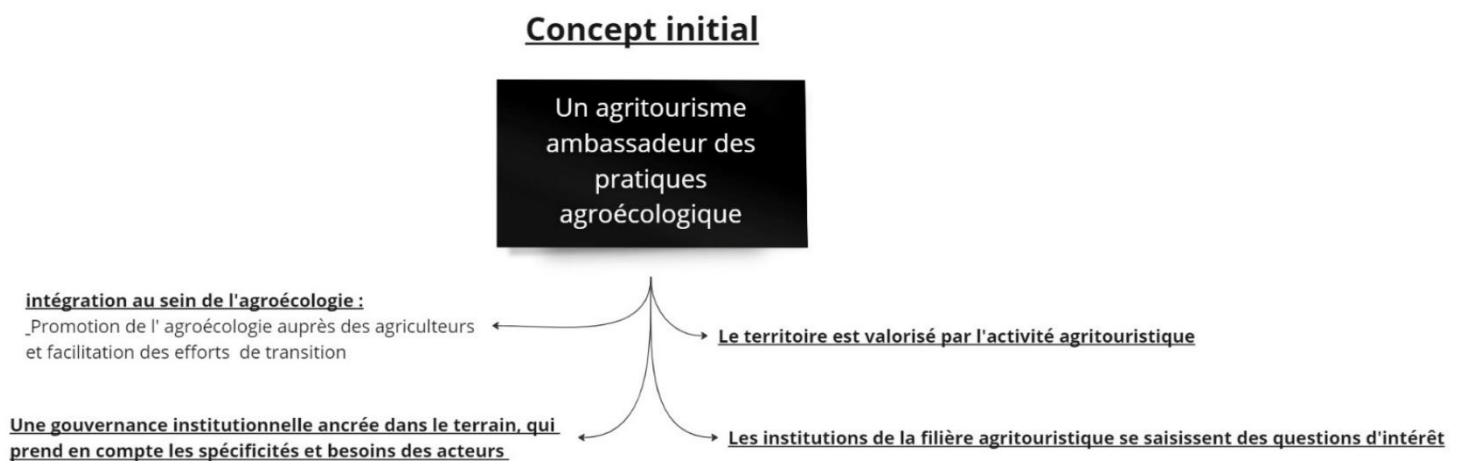 Concept initial
Un agritourisme
ambassadeur des
pratiques
agroécologique
intégration au sein de l'agroécologie :
_Promotion de l' agroécologie auprès des agriculteurs
et facilitation des efforts de transition
Le territoire est valorisé par l'activité agritouristique
Une gouvernance institutionnelle ancrée dans le terrain, qui
prend en compte les spécificités et besoins des acteurs
Les institutions de la filière agritouristique se saisissent des questions d'intérêt